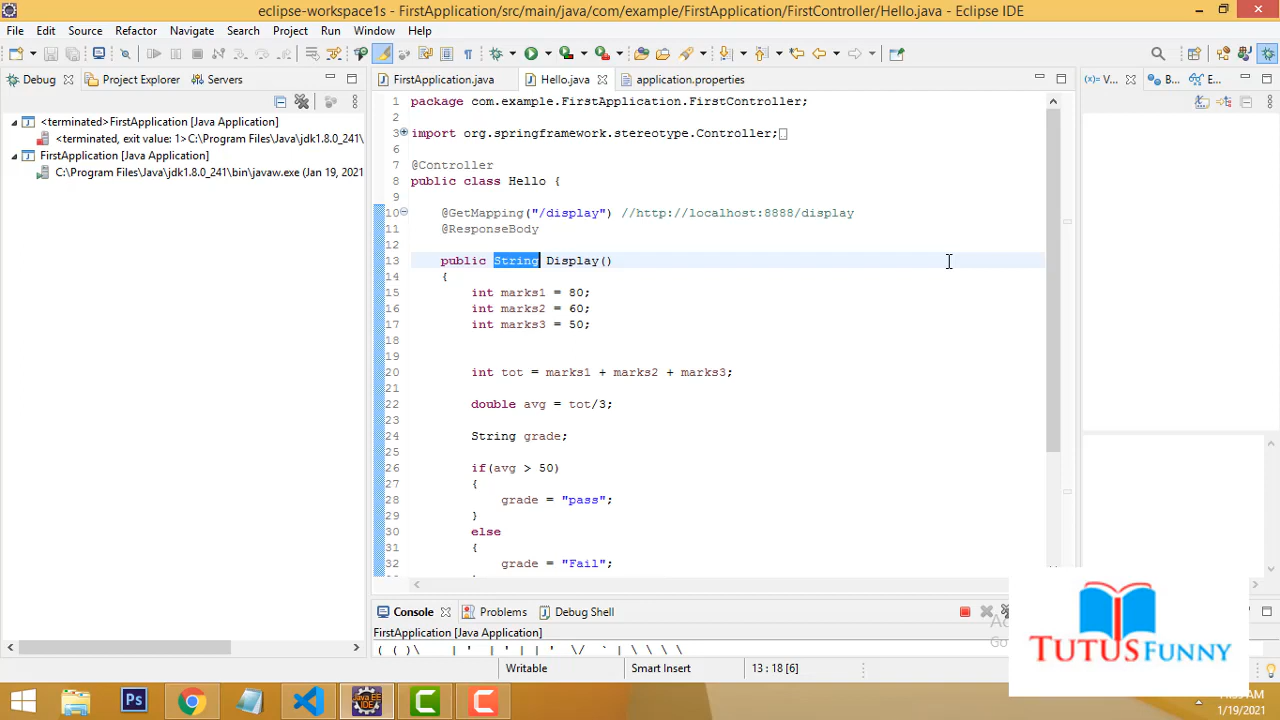 eclipse-workspace1s - FirstApplication/src/main/java/com/example/FirstApplication/FirstController/Hello.java - Eclipse IDE
File Edit Source Refactor Navigate Search Project Run Window Help
Debug Project Explorer Servers
FirstApplication.java Hello.java application.properties
V... B... E...
<terminated>FirstApplication [Java Application]
<terminated, exit value: 1>C:\Program Files\Java\jdk1.8.0_241\
FirstApplication [Java Application]
C:\Program Files\Java\jdk1.8.0_241\bin\javaw.exe (Jan 19, 2021
1 package com.example.FirstApplication.FirstController;
2
3 import org.springframework.stereotype.Controller;
6
7 @Controller
8 public class Hello {
9
10 @GetMapping("/display") //http://localhost:8888/display
11 @ResponseBody
12
13 public String Display()
14 {
15 int marks1 = 80;
16 int marks2 = 60;
17 int marks3 = 50;
18
19
20 int tot = marks1 + marks2 + marks3;
21
22 double avg = tot/3;
23
24 String grade;
25
26 if(avg > 50)
27 {
28 grade = "pass";
29 }
30 else
31 {
32 grade = "Fail";
Console Problems Debug Shell
FirstApplication [Java Application]
( ( )\ | ' | | | ' \/ ` | \ \ \ \
Writable Smart Insert 13 : 18 [6]
TUTUSFUNNY
Ps
Java EE
IDE
1/19/2021